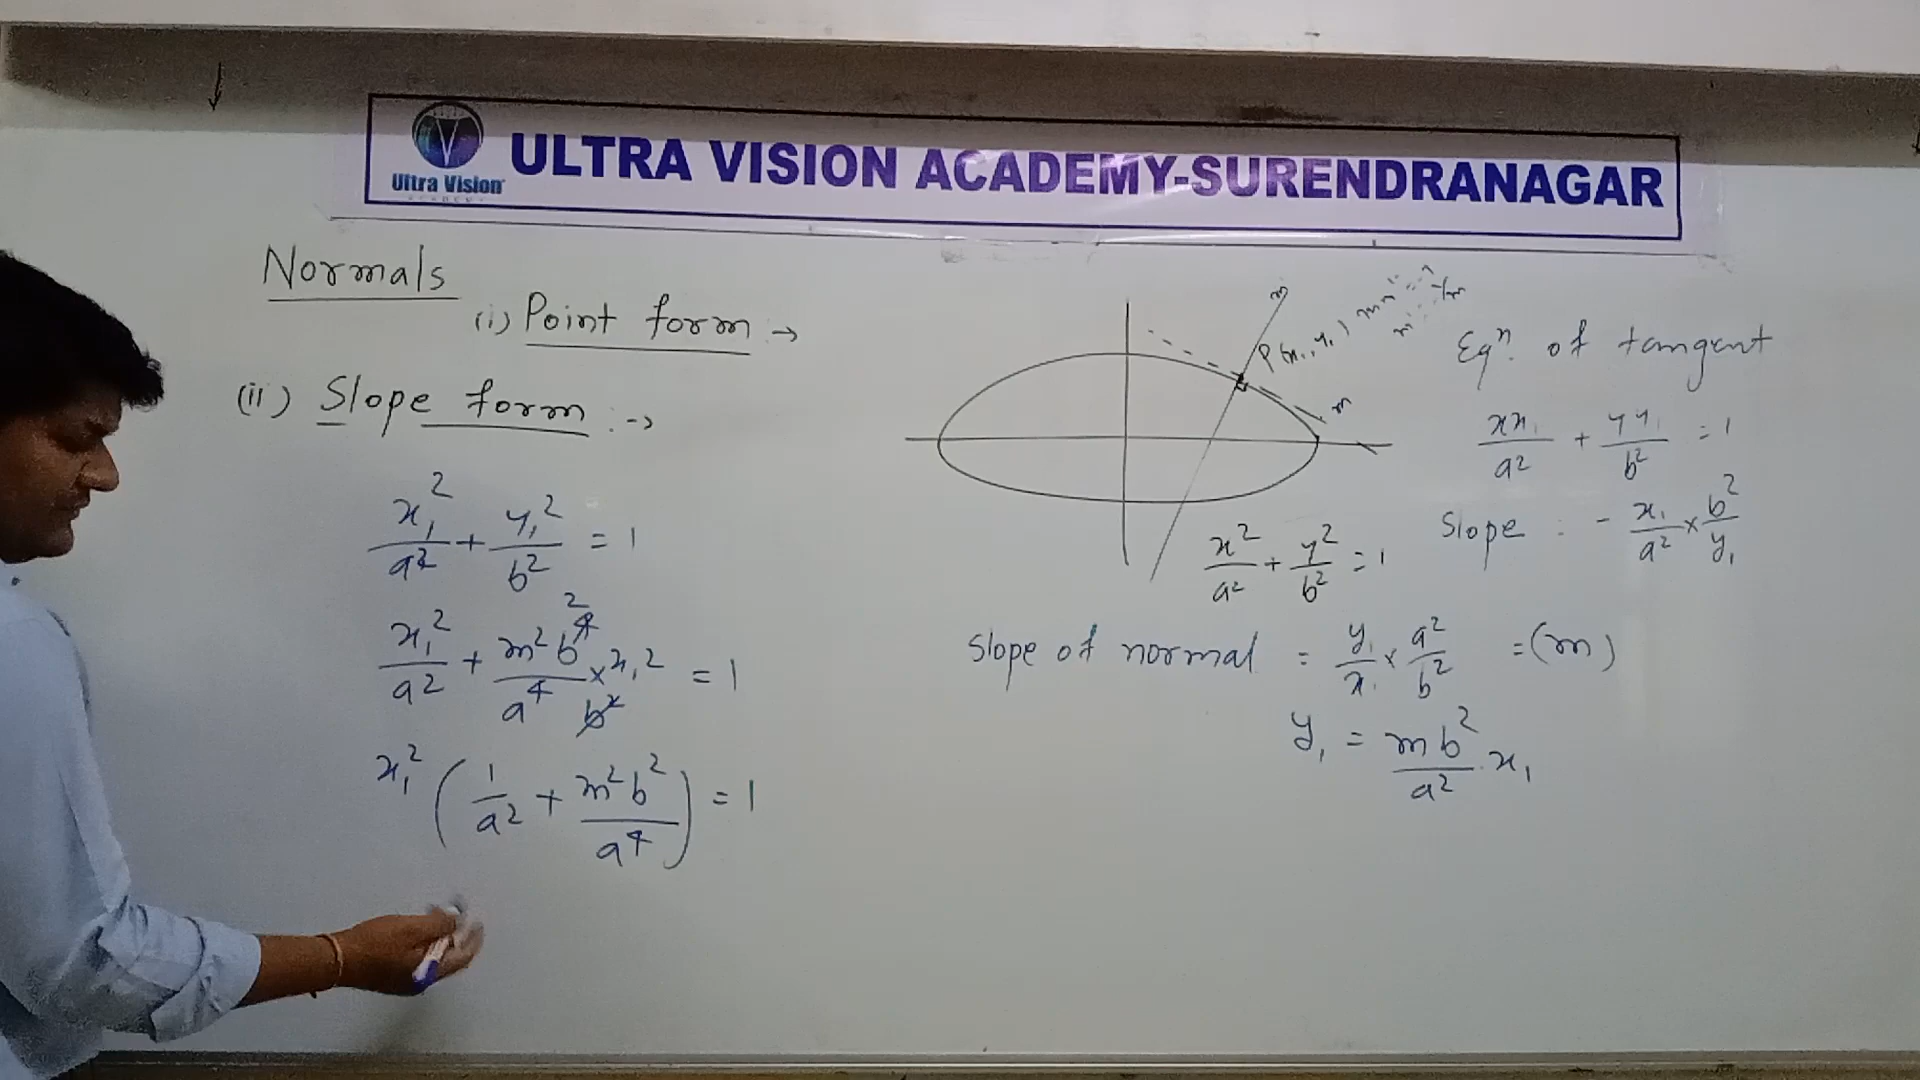 ULTRA VISION ACADEMY-SURENDRANAGAR
Ultra Vision
ACADEMY
Normals
(i) Point form →
(ii) Slope form :→
x₁²/a² + y₁²/b² = 1
x₁²/a² + m²b⁴²/a⁴ × x₁²/b² = 1
x₁² (1/a² + m²b²/a⁴) = 1
m
P(x₁, y₁)
m
x²/a² + y²/b² = 1
Eqⁿ. of tangent
xx₁/a² + yy₁/b² = 1
Slope : - x₁/a² × b²/y₁
Slope of normal = y₁/x₁ × a²/b² = (m)
y₁ = mb²/a² . x₁